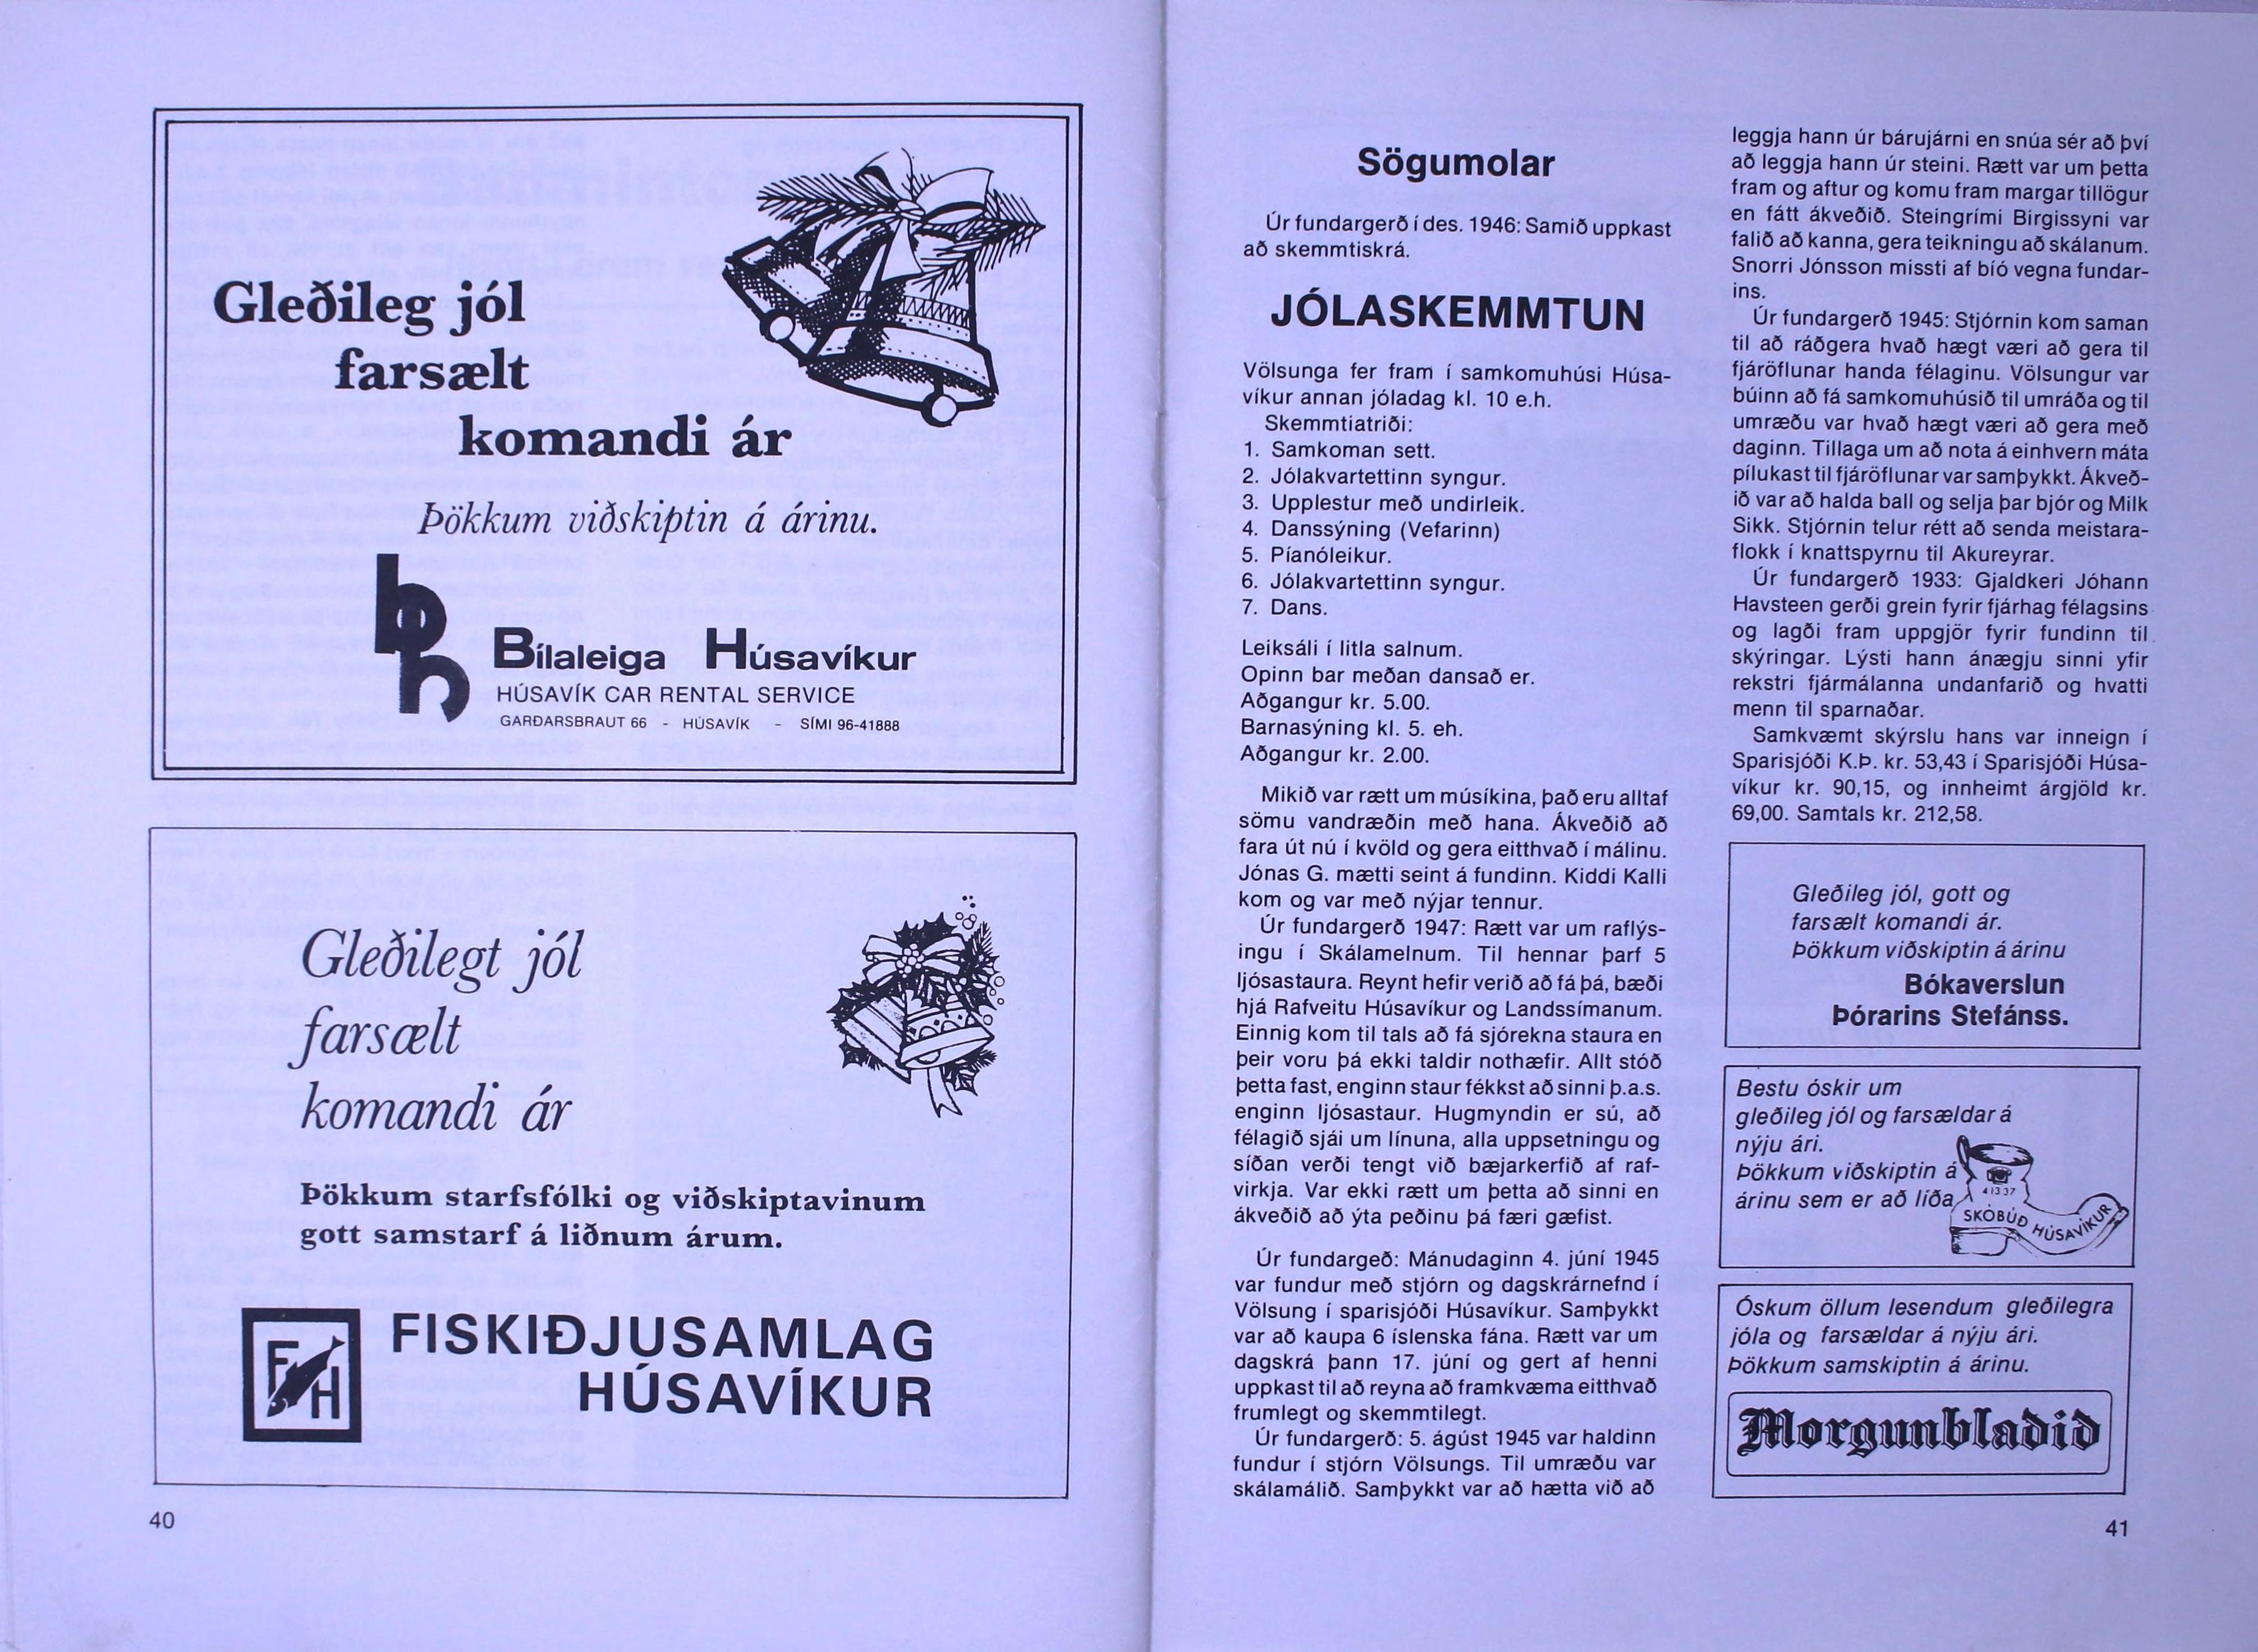 Gleðileg jól
farsælt
komandi ár
Þökkum viðskiptin á árinu.
bh
Bílaleiga Húsavíkur
HÚSAVÍK CAR RENTAL SERVICE
GARÐARSBRAUT 66 - HÚSAVÍK - SÍMI 96-41888
Gleðilegt jól
farsælt
komandi ár
Þökkum starfsfólki og viðskiptavinum
gott samstarf á liðnum árum.
FH
FISKIÐJUSAMLAG
HÚSAVÍKUR
40
Sögumolar
Úr fundargerð í des. 1946: Samið uppkast
að skemmtiskrá.
JÓLASKEMMTUN
Völsunga fer fram í samkomuhúsi Húsa-
víkur annan jóladag kl. 10 e.h.
Skemmtiatriði:
1. Samkoman sett.
2. Jólakvartettinn syngur.
3. Upplestur með undirleik.
4. Danssýning (Vefarinn)
5. Píanóleikur.
6. Jólakvartettinn syngur.
7. Dans.
Leiksáli í litla salnum.
Opinn bar meðan dansað er.
Aðgangur kr. 5.00.
Barnasýning kl. 5. eh.
Aðgangur kr. 2.00.
Mikið var rætt um músíkina, það eru alltaf
sömu vandræðin með hana. Ákveðið að
fara út nú í kvöld og gera eitthvað í málinu.
Jónas G. mætti seint á fundinn. Kiddi Kalli
kom og var með nýjar tennur.
Úr fundargerð 1947: Rætt var um raflýs-
ingu í Skálamelnum. Til hennar þarf 5
ljósastaura. Reynt hefir verið að fá þá, bæði
hjá Rafveitu Húsavíkur og Landssímanum.
Einnig kom til tals að fá sjórekna staura en
þeir voru þá ekki taldir nothæfir. Allt stóð
þetta fast, enginn staur fékkst að sinni þ.a.s.
enginn ljósastaur. Hugmyndin er sú, að
félagið sjái um línuna, alla uppsetningu og
síðan verði tengt við bæjarkerfið af raf-
virkja. Var ekki rætt um þetta að sinni en
ákveðið að ýta peðinu þá færi gæfist.
Úr fundargeð: Mánudaginn 4. júní 1945
var fundur með stjórn og dagskrárnefnd í
Völsung í sparisjóði Húsavíkur. Samþykkt
var að kaupa 6 íslenska fána. Rætt var um
dagskrá þann 17. júní og gert af henni
uppkast til að reyna að framkvæma eitthvað
frumlegt og skemmtilegt.
Úr fundargerð: 5. ágúst 1945 var haldinn
fundur í stjórn Völsungs. Til umræðu var
skálamálið. Samþykkt var að hætta við að
leggja hann úr bárujárni en snúa sér að því
að leggja hann úr steini. Rætt var um þetta
fram og aftur og komu fram margar tillögur
en fátt ákveðið. Steingrími Birgissyni var
falið að kanna, gera teikningu að skálanum.
Snorri Jónsson missti af bíó vegna fundar-
ins.
Úr fundargerð 1945: Stjórnin kom saman
til að ráðgera hvað hægt væri að gera til
fjáröflunar handa félaginu. Völsungur var
búinn að fá samkomuhúsið til umráða og til
umræðu var hvað hægt væri að gera með
daginn. Tillaga um að nota á einhvern máta
pílukast til fjáröflunar var samþykkt. Ákveð-
ið var að halda ball og selja þar bjór og Milk
Sikk. Stjórnin telur rétt að senda meistara-
flokk í knattspyrnu til Akureyrar.
Úr fundargerð 1933: Gjaldkeri Jóhann
Havsteen gerði grein fyrir fjárhag félagsins
og lagði fram uppgjör fyrir fundinn til
skýringar. Lýsti hann ánægju sinni yfir
rekstri fjármálanna undanfarið og hvatti
menn til sparnaðar.
Samkvæmt skýrslu hans var inneign í
Sparisjóði K.Þ. kr. 53,43 í Sparisjóði Húsa-
víkur kr. 90,15, og innheimt árgjöld kr.
69,00. Samtals kr. 212,58.
Gleðileg jól, gott og
farsælt komandi ár.
Þökkum viðskiptin á árinu
Bókaverslun
Þórarins Stefánss.
Bestu óskir um
gleðileg jól og farsældar á
nýju ári.
Þökkum viðskiptin á
árinu sem er að líða
41337
SKÓBÚÐ HÚSAVÍKUR
Óskum öllum lesendum gleðilegra
jóla og farsældar á nýju ári.
Þökkum samskiptin á árinu.
Morgunblaðið
41